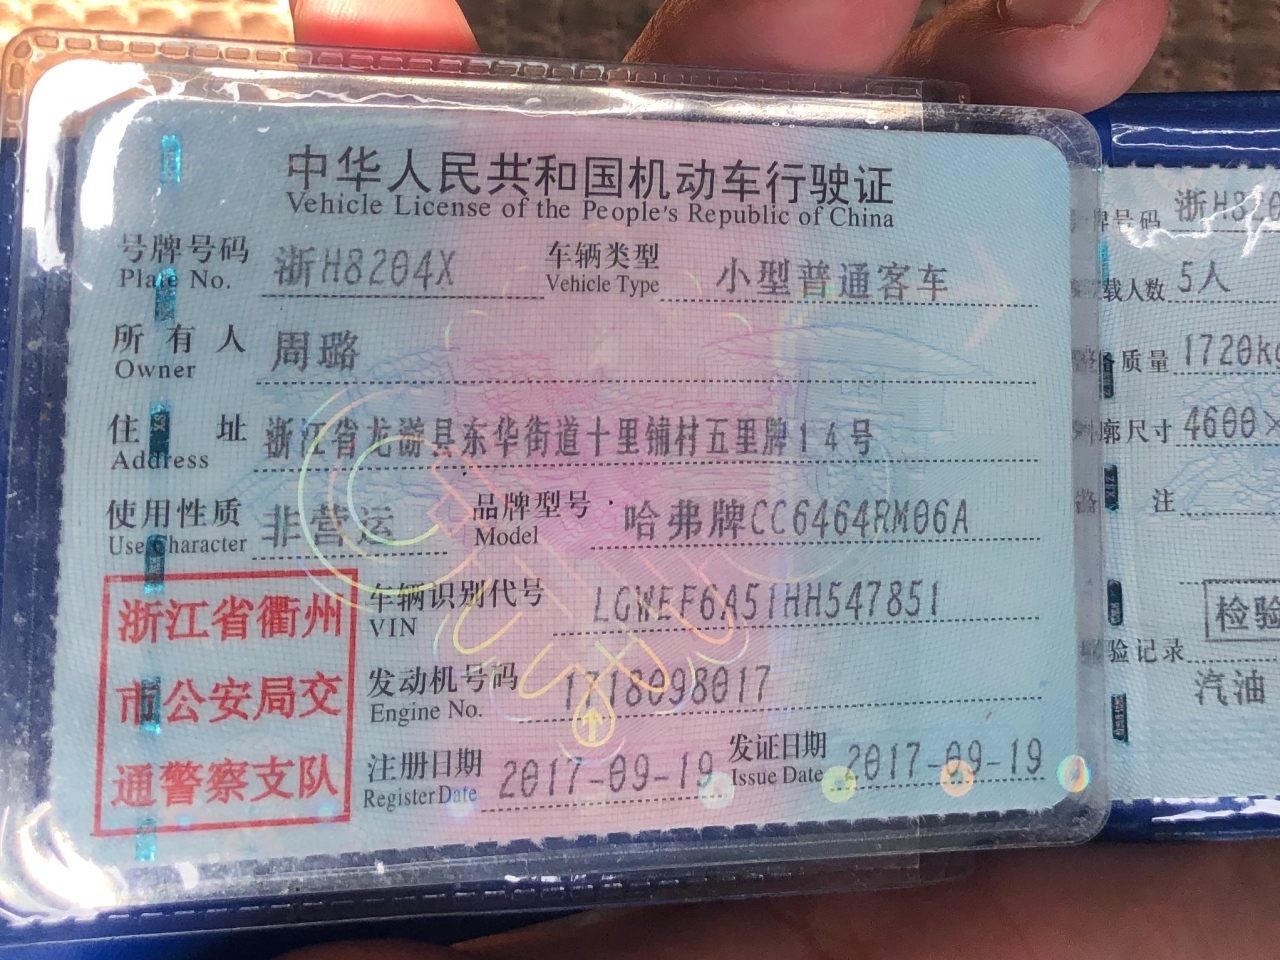 中华人民共和国机动车行驶证
Vehicle License of the People's Republic of China
号牌号码 浙H8204X 车辆类型 小型普通客车
Plate No. Vehicle Type
所有人 周璐
Owner
住址 浙江省龙游县东华街道十里铺村五里牌14号
Address
使用性质 非营运 品牌型号 哈弗牌CC6464RM06A
Use Character Model
车辆识别代号 LGWEF6A51HH547851
VIN
发动机号码 1718098017
Engine No.
注册日期 2017-09-19 发证日期 2017-09-19
Register Date Issue Date
浙江省衢州
市公安局交
通警察支队
牌号码 浙H820
载人数 5人
质量 1720kg
廓尺寸 4600×
注
检验
验记录
汽油